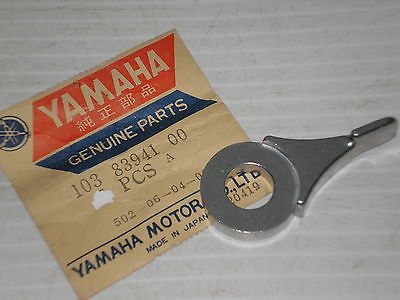 YAMAHA
純正部品
GENUINE PARTS
103 83941 00
PCS A
502 06-04-0
00419
YAMAHA MOTOR CO.,LTD
MADE IN JAPAN